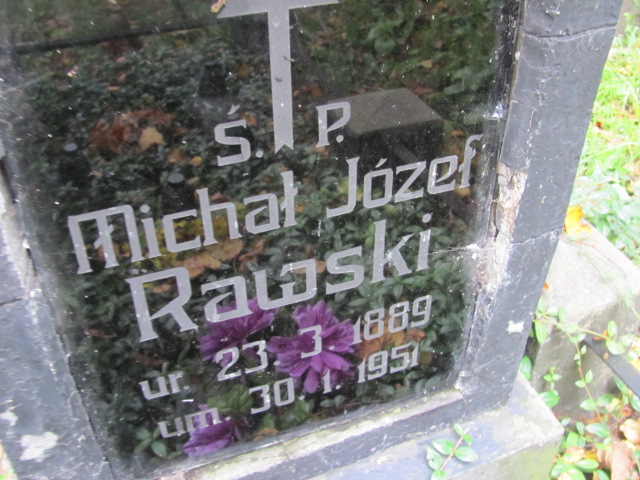 Ś. P.
Michał Józef
Rawski
ur. 23. 3. 1889
um. 30. 1. 1951